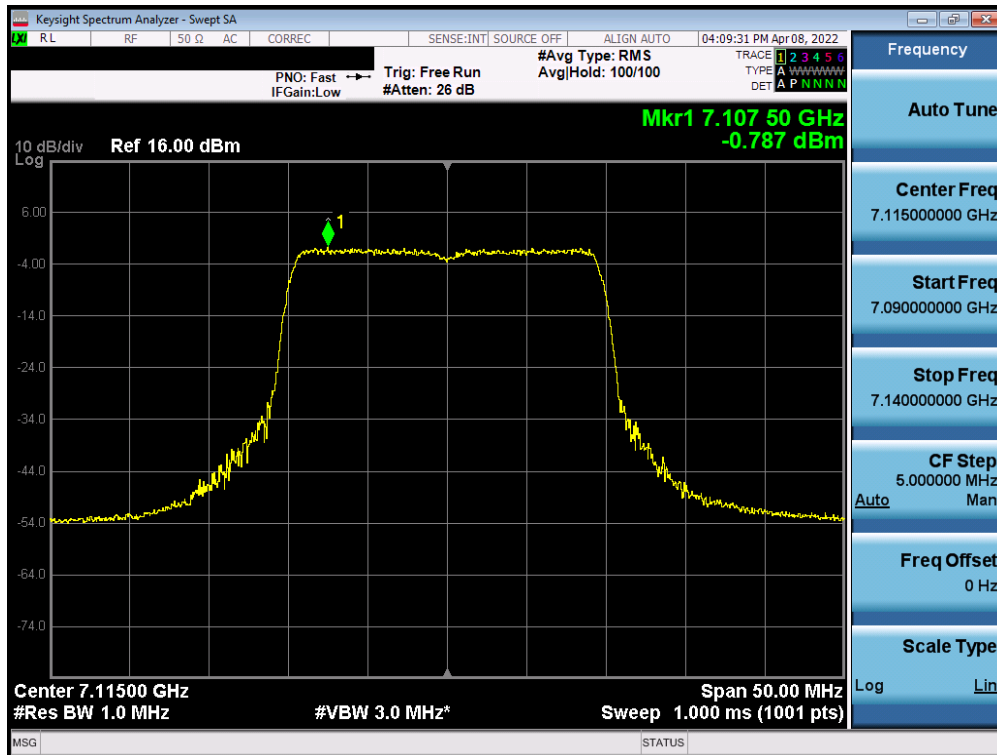 Keysight Spectrum Analyzer - Swept SA
LXI RL RF 50 Ω AC CORREC SENSE:INT SOURCE OFF ALIGN AUTO 04:09:31 PM Apr 08, 2022
PNO: Fast
IFGain:Low
Trig: Free Run
#Atten: 26 dB
#Avg Type: RMS
Avg|Hold: 100/100
TRACE 1 2 3 4 5 6
TYPE A WWWWW
DET A P N N N N
Mkr1 7.107 50 GHz
-0.787 dBm
10 dB/div Ref 16.00 dBm
Log
1
6.00
-4.00
-14.0
-24.0
-34.0
-44.0
-54.0
-64.0
-74.0
Center 7.11500 GHz Span 50.00 MHz
#Res BW 1.0 MHz #VBW 3.0 MHz* Sweep 1.000 ms (1001 pts)
MSG STATUS
Frequency
Auto Tune
Center Freq
7.115000000 GHz
Start Freq
7.090000000 GHz
Stop Freq
7.140000000 GHz
CF Step
5.000000 MHz
Auto Man
Freq Offset
0 Hz
Scale Type
Log Lin